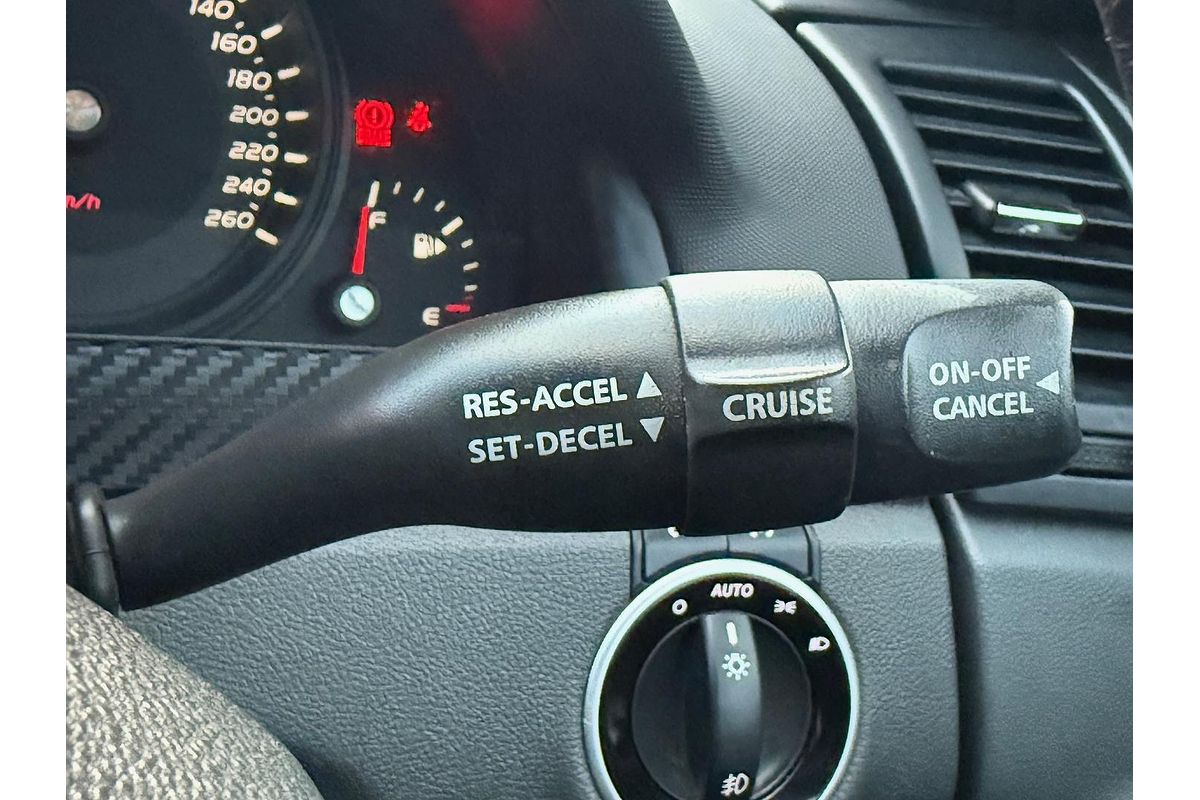 140
160
180
200
220
240
260
F
E
RES-ACCEL ▲
SET-DECEL ▼
CRUISE
ON-OFF
CANCEL ◀
O AUTO